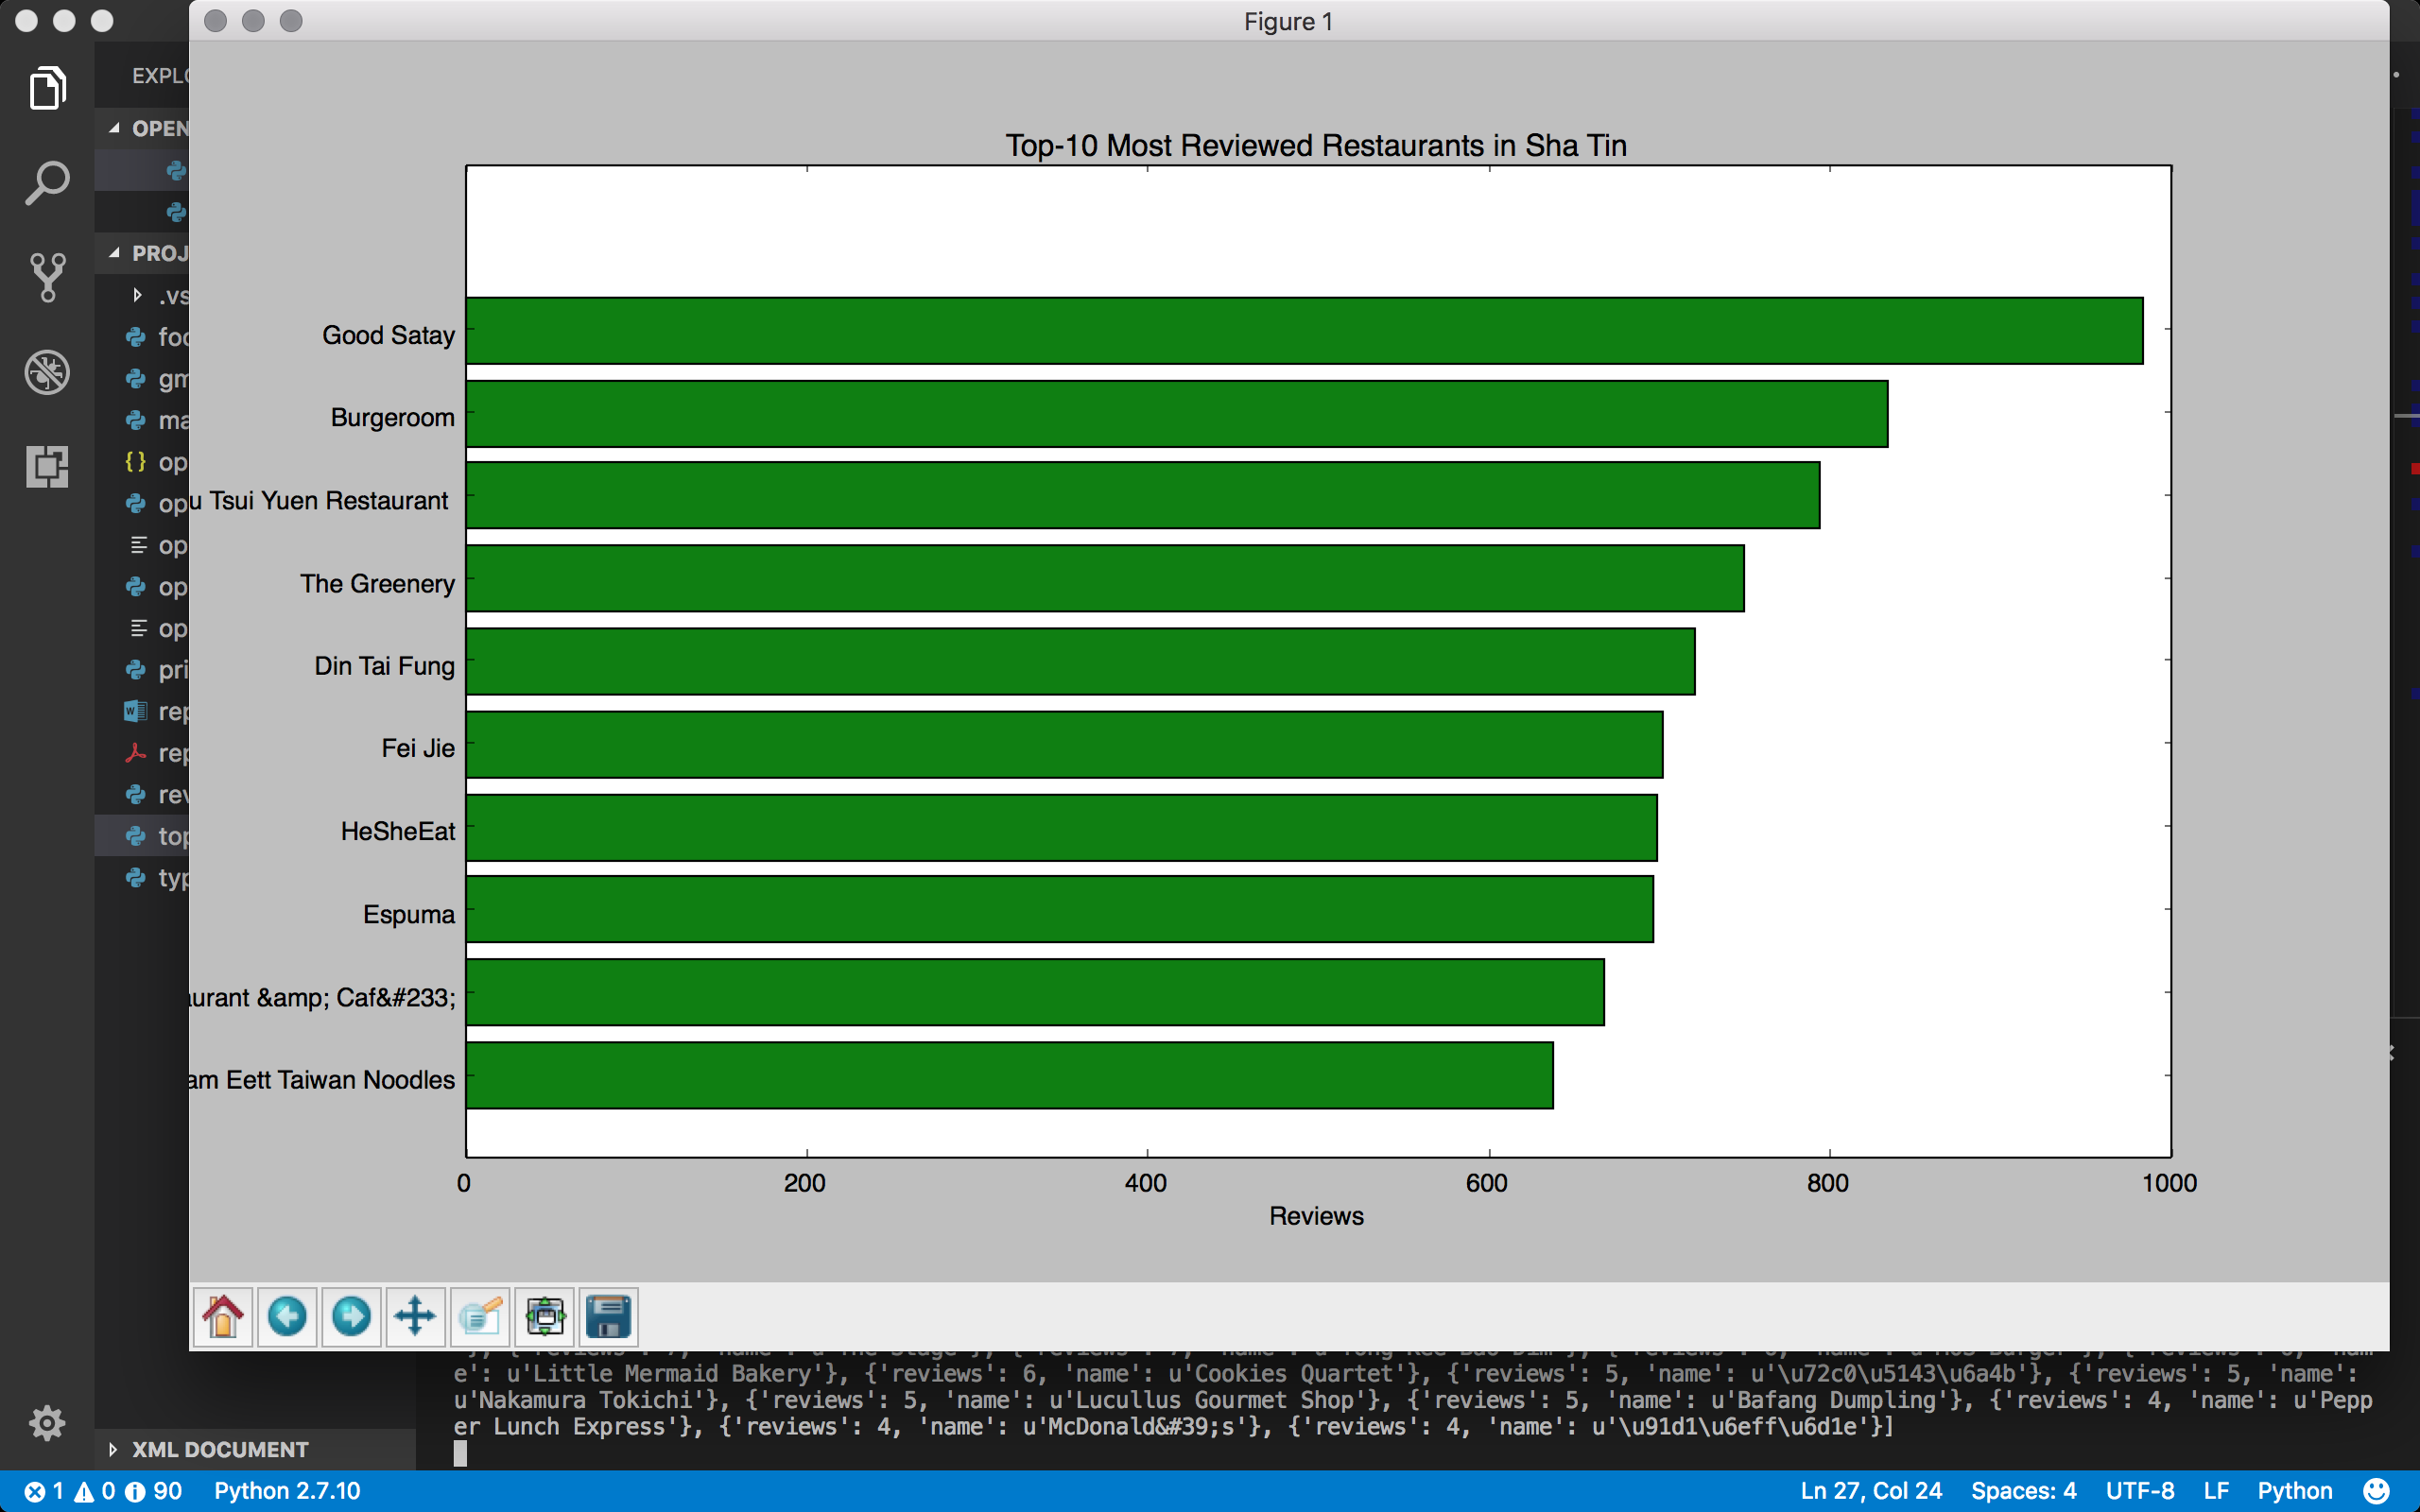 Figure 1
EXPLO
OPEN
PROJ
.vs
foo
gm
ma
op
op
op
op
op
pri
rep
rep
rev
top
typ
XML DOCUMENT
Top-10 Most Reviewed Restaurants in Sha Tin
Good Satay
Burgeroom
u Tsui Yuen Restaurant
The Greenery
Din Tai Fung
Fei Jie
HeSheEat
Espuma
urant &amp; Caf&#233;
am Eett Taiwan Noodles
0 200 400 600 800 1000
Reviews
e': u'Little Mermaid Bakery'}, {'reviews': 6, 'name': u'Cookies Quartet'}, {'reviews': 5, 'name': u'\u72c0\u5143\u6a4b'}, {'reviews': 5, 'name':
u'Nakamura Tokichi'}, {'reviews': 5, 'name': u'Lucullus Gourmet Shop'}, {'reviews': 5, 'name': u'Bafang Dumpling'}, {'reviews': 4, 'name': u'Pepp
er Lunch Express'}, {'reviews': 4, 'name': u'McDonald&#39;s'}, {'reviews': 4, 'name': u'\u91d1\u6eff\u6d1e'}]
1 0 90 Python 2.7.10 Ln 27, Col 24 Spaces: 4 UTF-8 LF Python